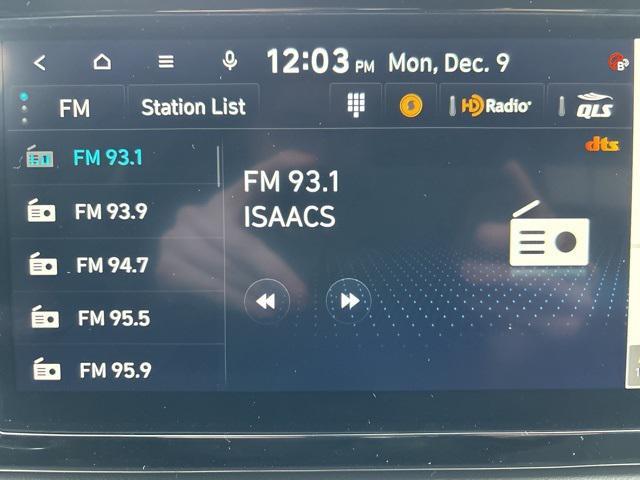 12:03 PM Mon, Dec. 9
FM Station List HD Radio QLS
dts
FM 93.1
FM 93.9
FM 94.7
FM 95.5
FM 95.9
FM 93.1
ISAACS